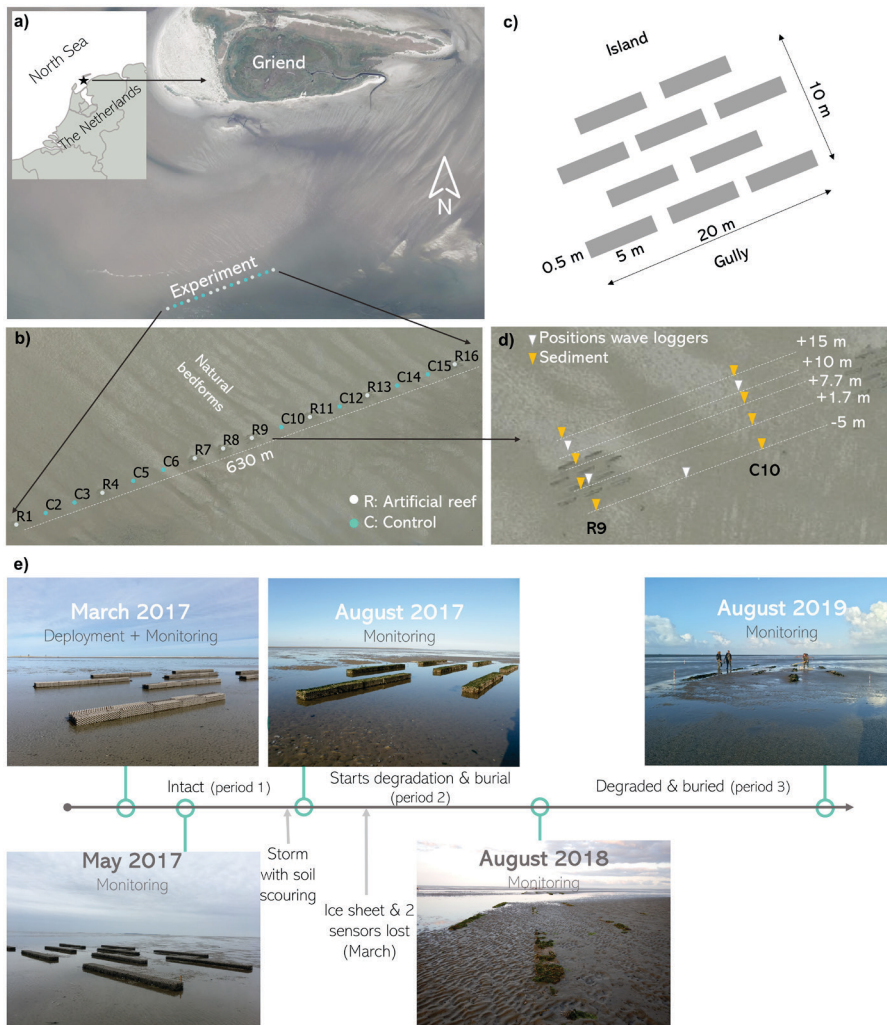 a)
North Sea
The Netherlands
Griend
N
Experiment
c)
Island
10 m
20 m
5 m
0.5 m
Gully
b)
Natural
bedforms
R1
C2
C3
R4
C5
C6
R7
R8
R9
C10
R11
C12
R13
C14
C15
R16
630 m
R: Artificial reef
C: Control
d)
Positions wave loggers
Sediment
+15 m
+10 m
+7.7 m
+1.7 m
-5 m
C10
R9
e)
March 2017
Deployment + Monitoring
August 2017
Monitoring
August 2019
Monitoring
Intact (period 1)
Starts degradation & burial
(period 2)
Degraded & buried (period 3)
May 2017
Monitoring
Storm
with soil
scouring
Ice sheet & 2
sensors lost
(March)
August 2018
Monitoring